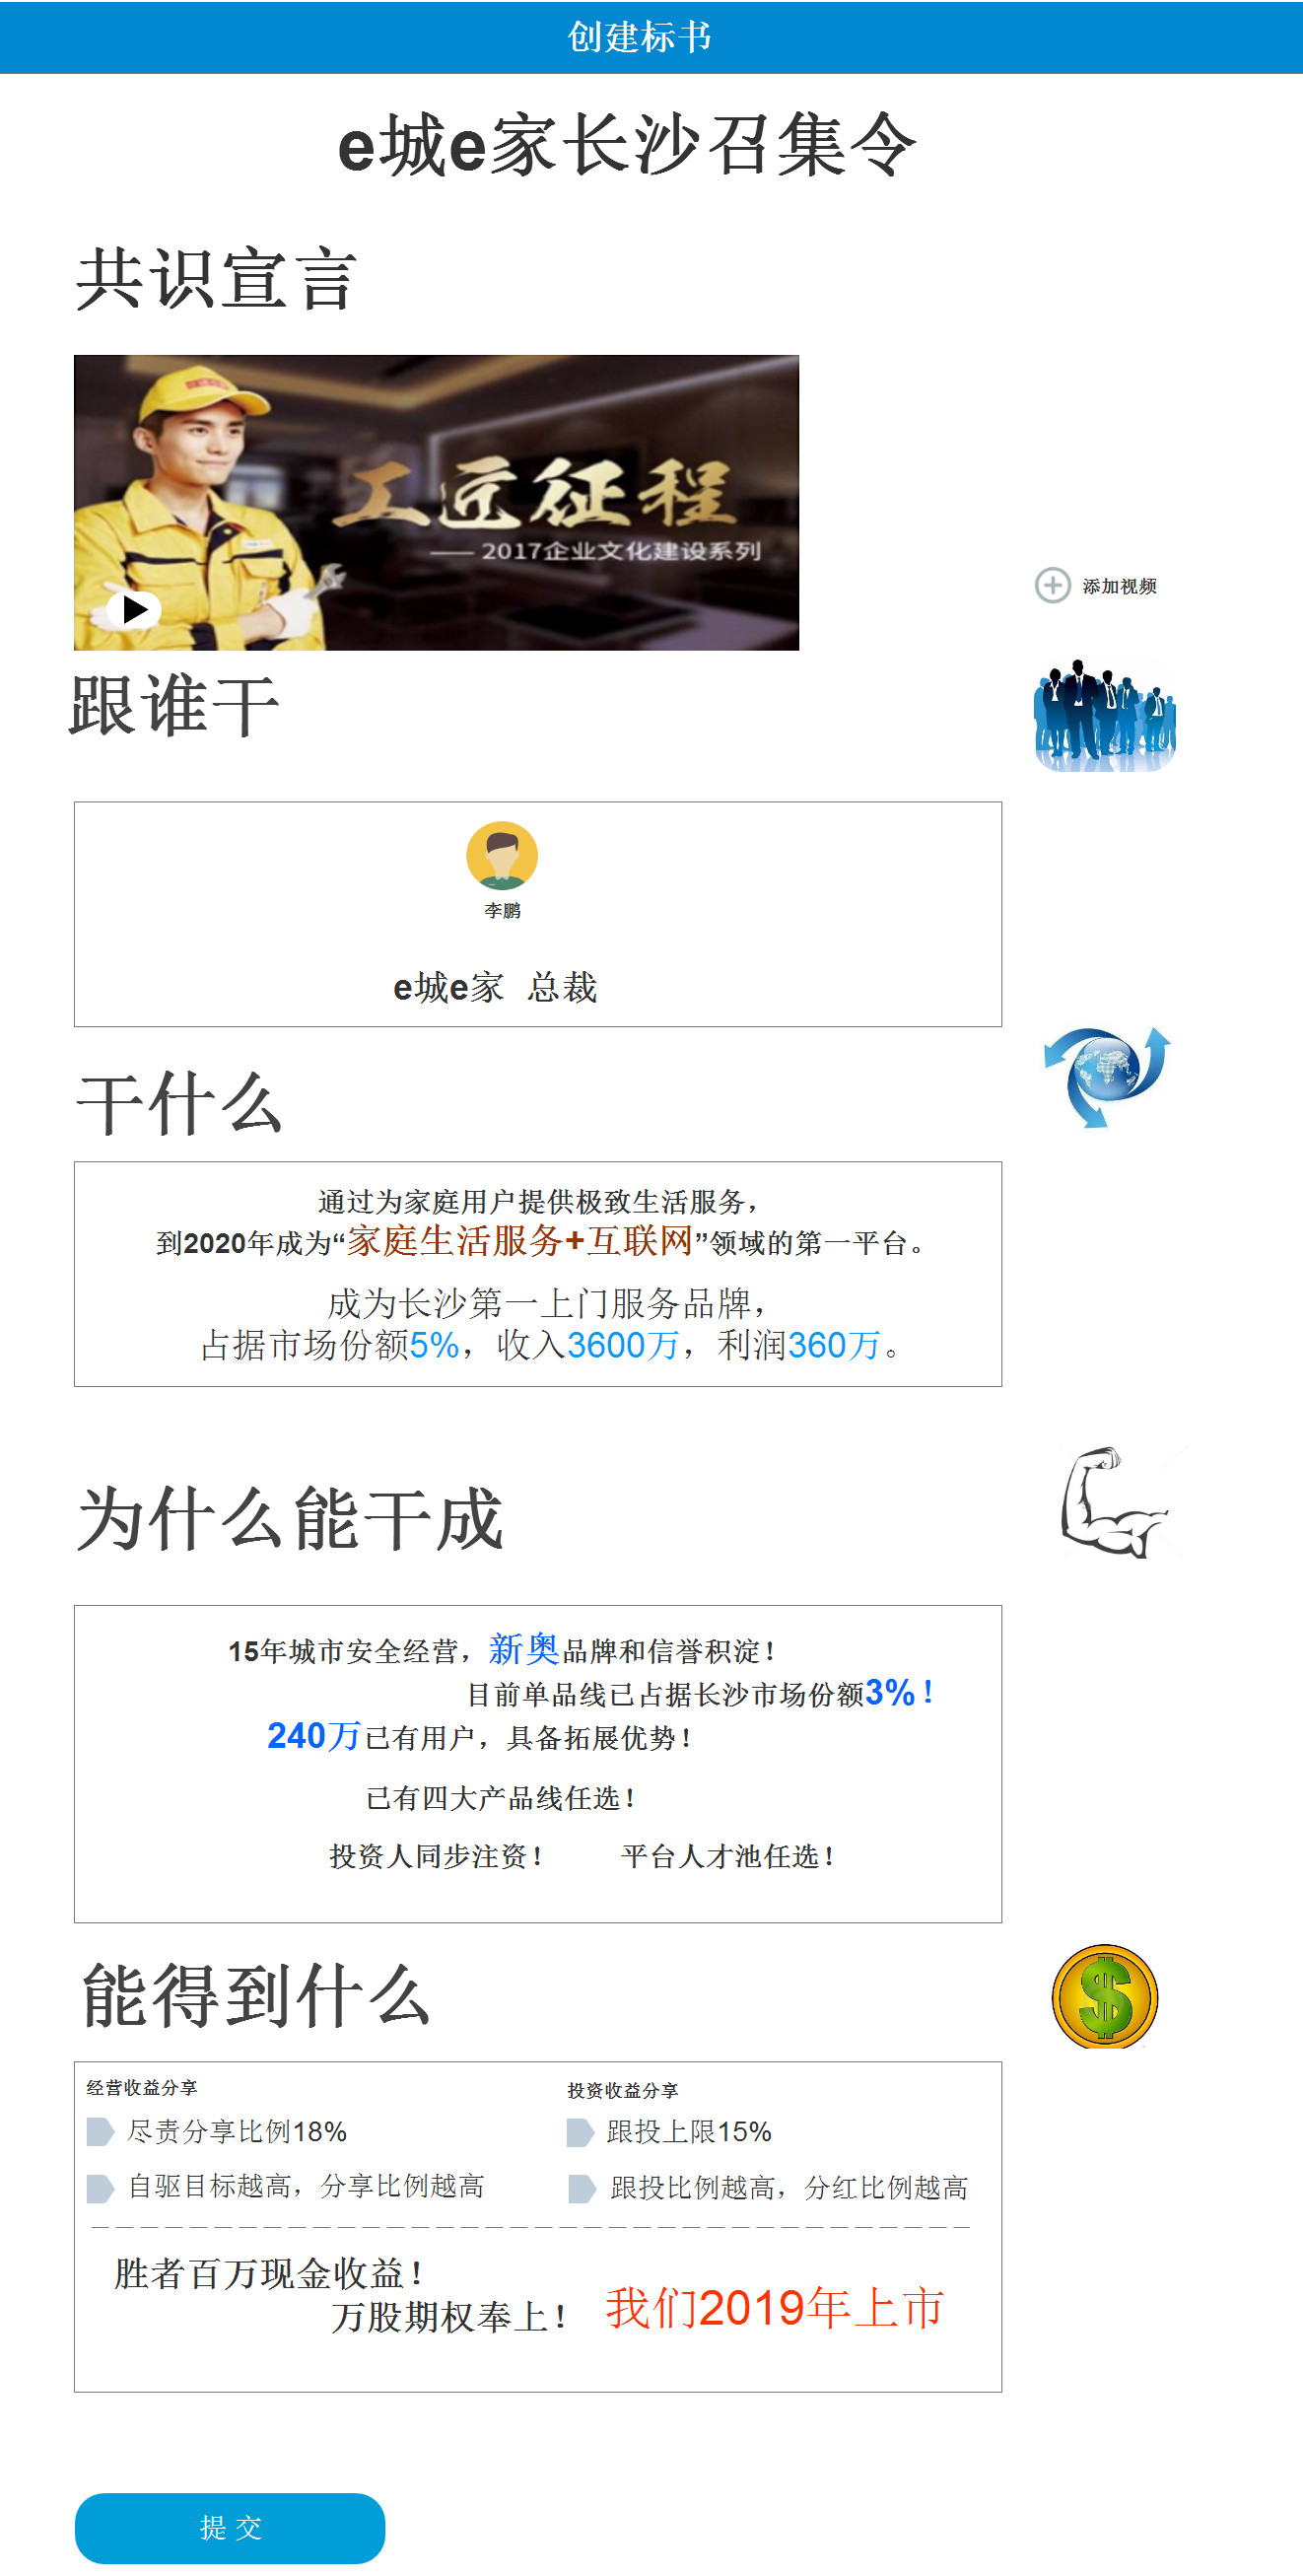 创建标书
e城e家长沙召集令
共识宣言
工匠征程
—— 2017企业文化建设系列
添加视频
跟谁干
李鹏
e城e家 总裁
干什么
通过为家庭用户提供极致生活服务，
到2020年成为“家庭生活服务+互联网”领域的第一平台。
成为长沙第一上门服务品牌，
占据市场份额5%，收入3600万，利润360万。
为什么能干成
15年城市安全经营，新奥品牌和信誉积淀！
目前单品线已占据长沙市场份额3%！
240万已有用户，具备拓展优势！
已有四大产品线任选！
投资人同步注资！ 平台人才池任选！
能得到什么
经营收益分享
尽责分享比例18%
自驱目标越高，分享比例越高
投资收益分享
跟投上限15%
跟投比例越高，分红比例越高
胜者百万现金收益！
万股期权奉上！
我们2019年上市
提 交